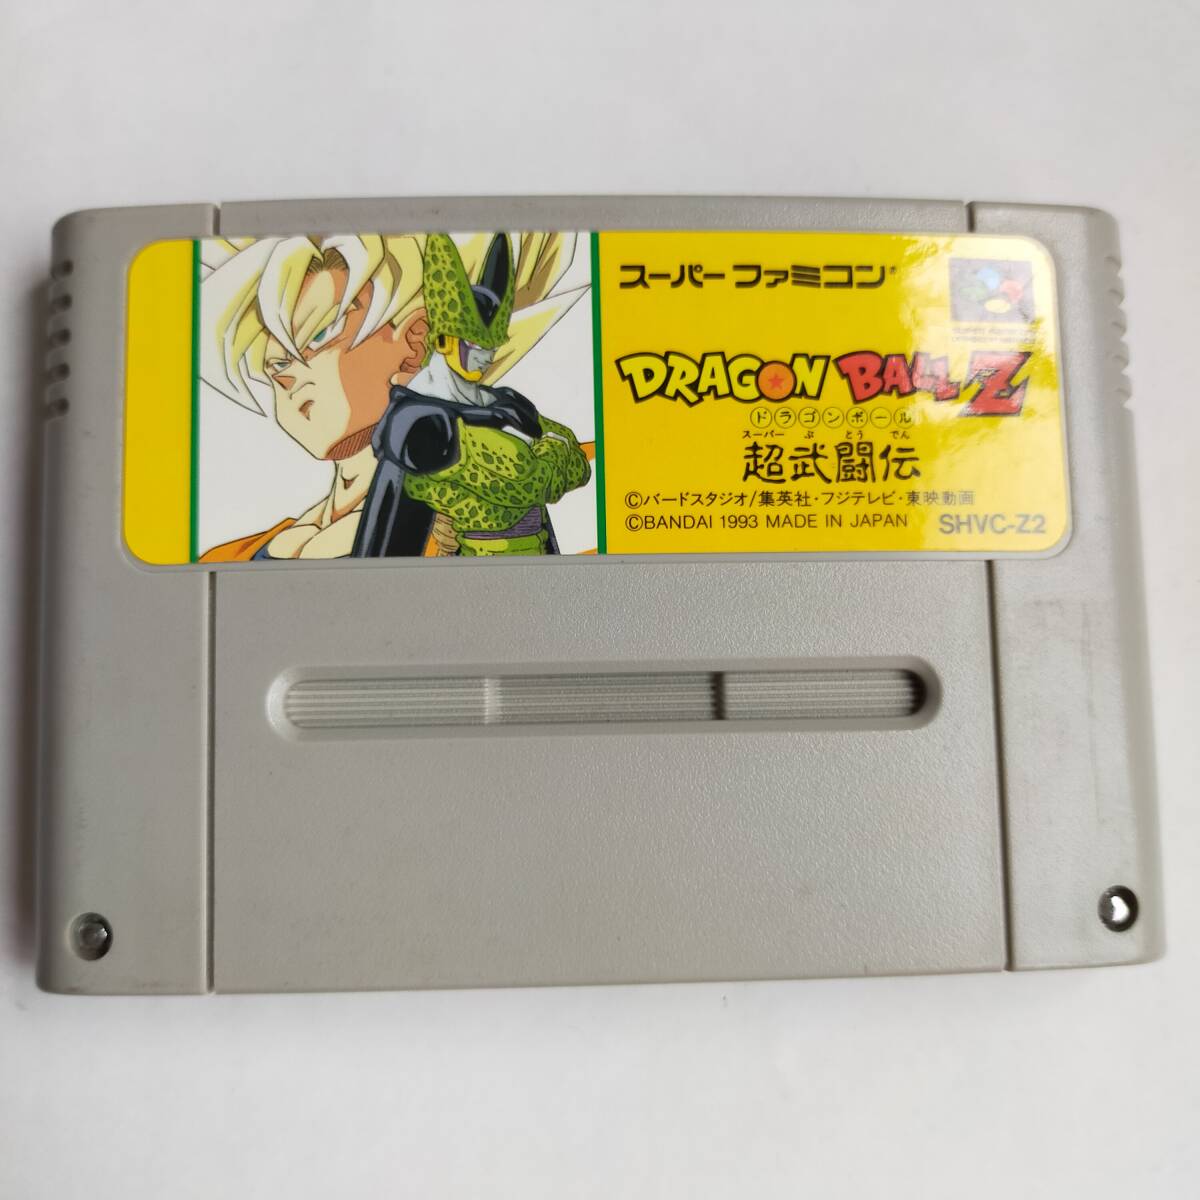 スーパーファミコン
SUPER FAMICOM
DRAGON BALL Z
ドラゴンボール
スーパー ぶ とう でん
超武闘伝
©バードスタジオ/集英社・フジテレビ・東映動画
©BANDAI 1993 MADE IN JAPAN SHVC-Z2